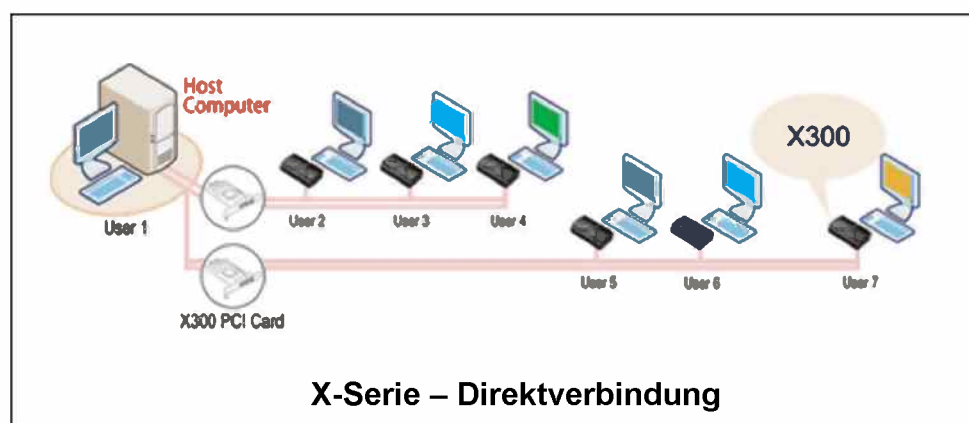 Host
Computer
X300
User 1
User 2
User 3
User 4
User 5
User 6
User 7
X300 PCI Card
X-Serie – Direktverbindung